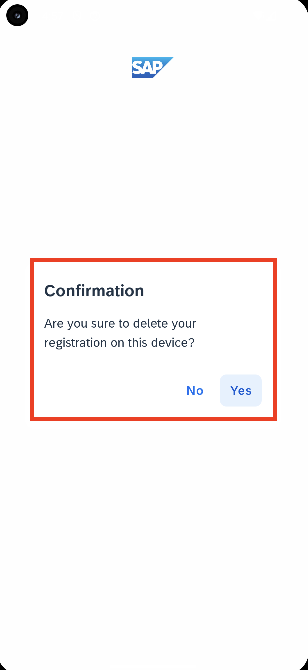 SAP
Confirmation
Are you sure to delete your
registration on this device?
No Yes